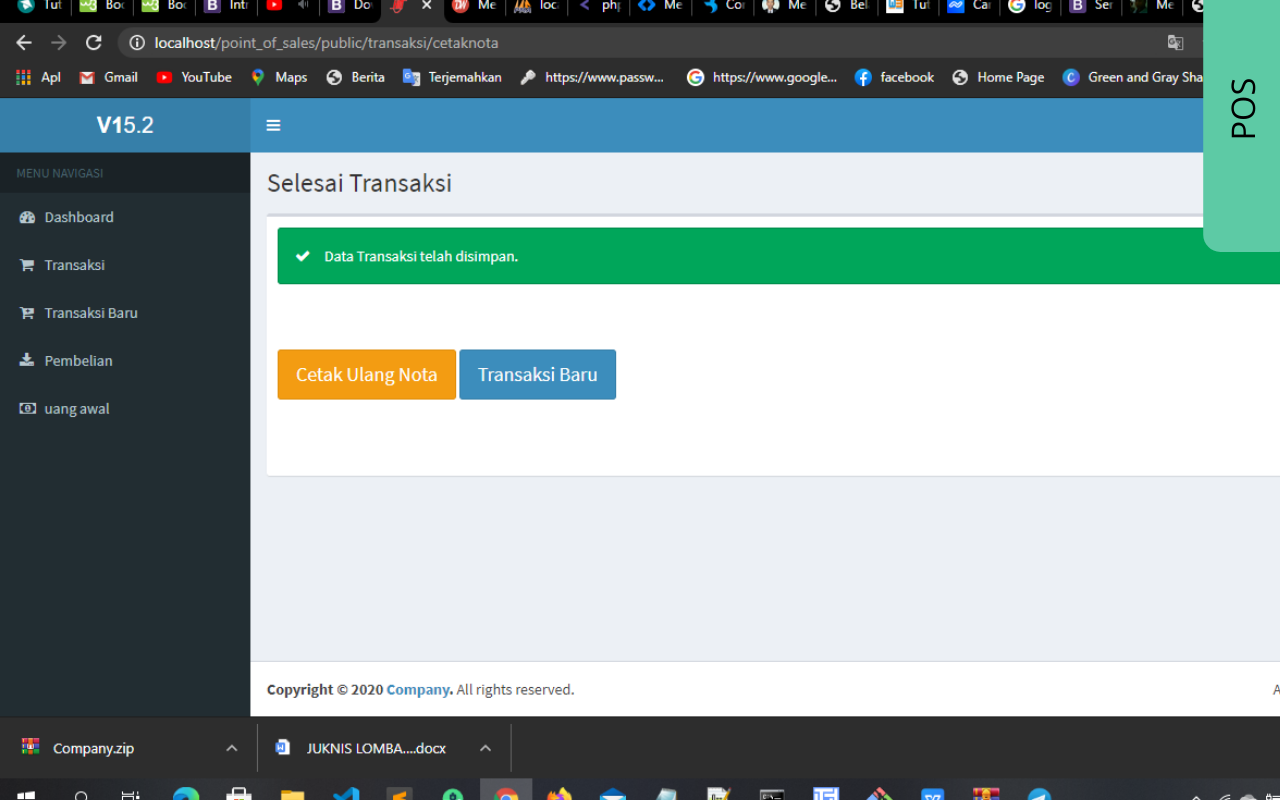 Tut
Boo
Boo
B Intr
B Do
Me
loc
php
Me
Co
Me
Bel
Tut
Ca
G log
B Ser
Me
localhost/point_of_sales/public/transaksi/cetaknota
Apl Gmail YouTube Maps Berita Terjemahkan https://www.passw... https://www.google... facebook Home Page Green and Gray Sha
POS
V15.2
MENU NAVIGASI
Dashboard
Transaksi
Transaksi Baru
Pembelian
uang awal
Selesai Transaksi
Data Transaksi telah disimpan.
Cetak Ulang Nota Transaksi Baru
Copyright © 2020 Company. All rights reserved.
A
Company.zip JUKNIS LOMBA....docx